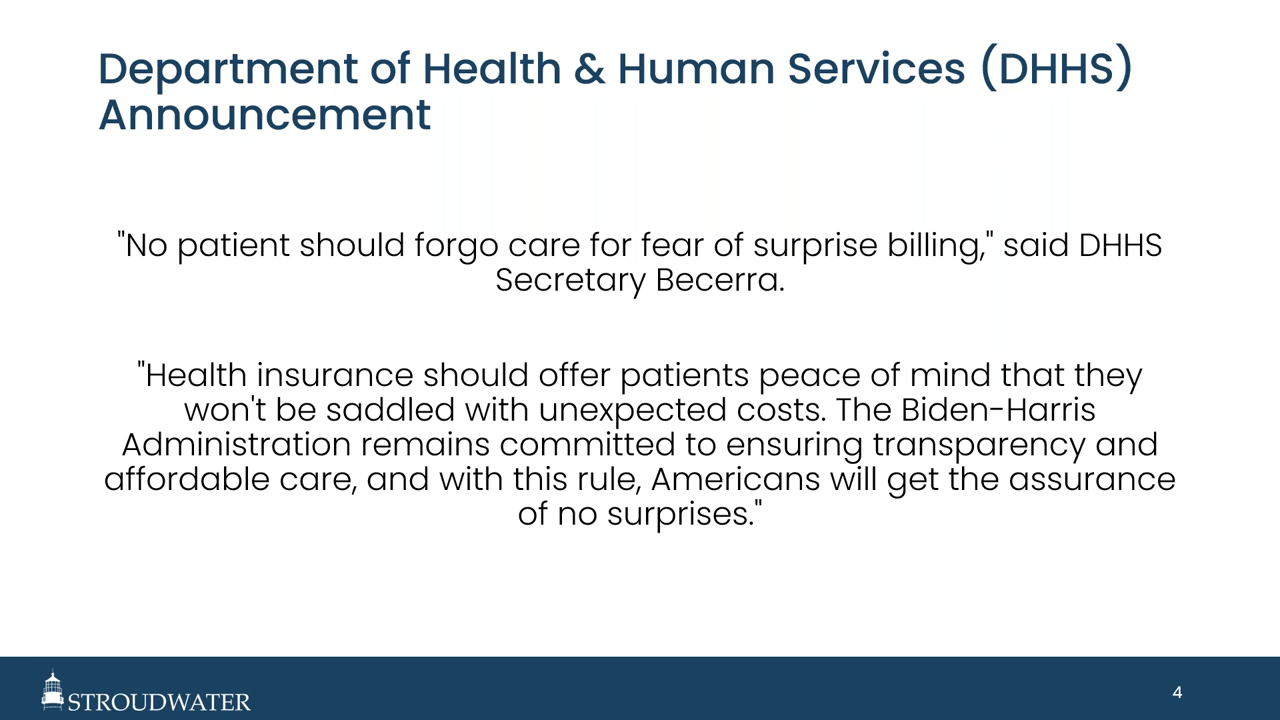 Department of Health & Human Services (DHHS)
Announcement
"No patient should forgo care for fear of surprise billing," said DHHS
Secretary Becerra.
"Health insurance should offer patients peace of mind that they
won't be saddled with unexpected costs. The Biden-Harris
Administration remains committed to ensuring transparency and
affordable care, and with this rule, Americans will get the assurance
of no surprises."
STROUDWATER
4